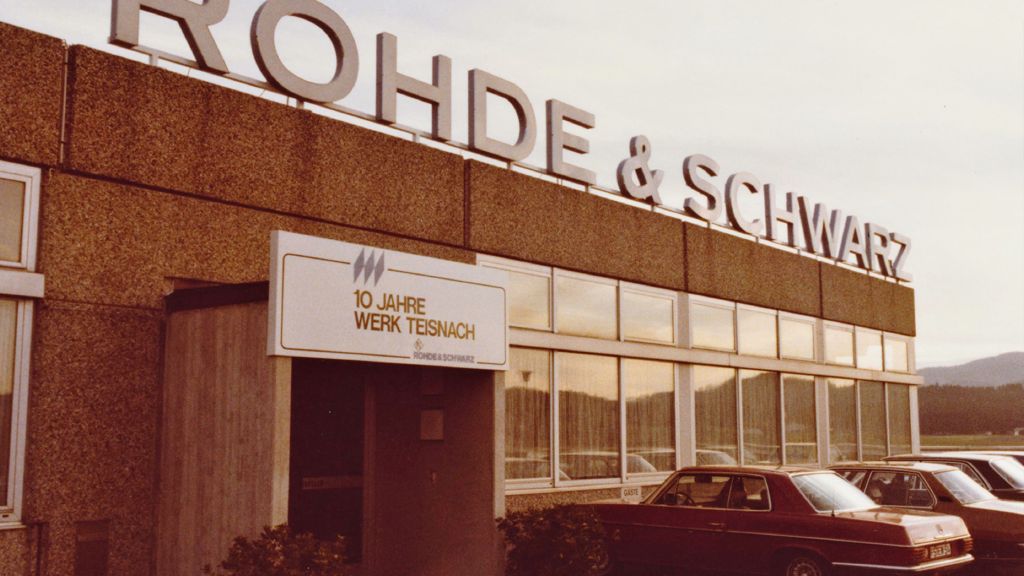 ROHDE & SCHWARZ
10 JAHRE
WERK TEISNACH
ROHDE&SCHWARZ
GÄSTE